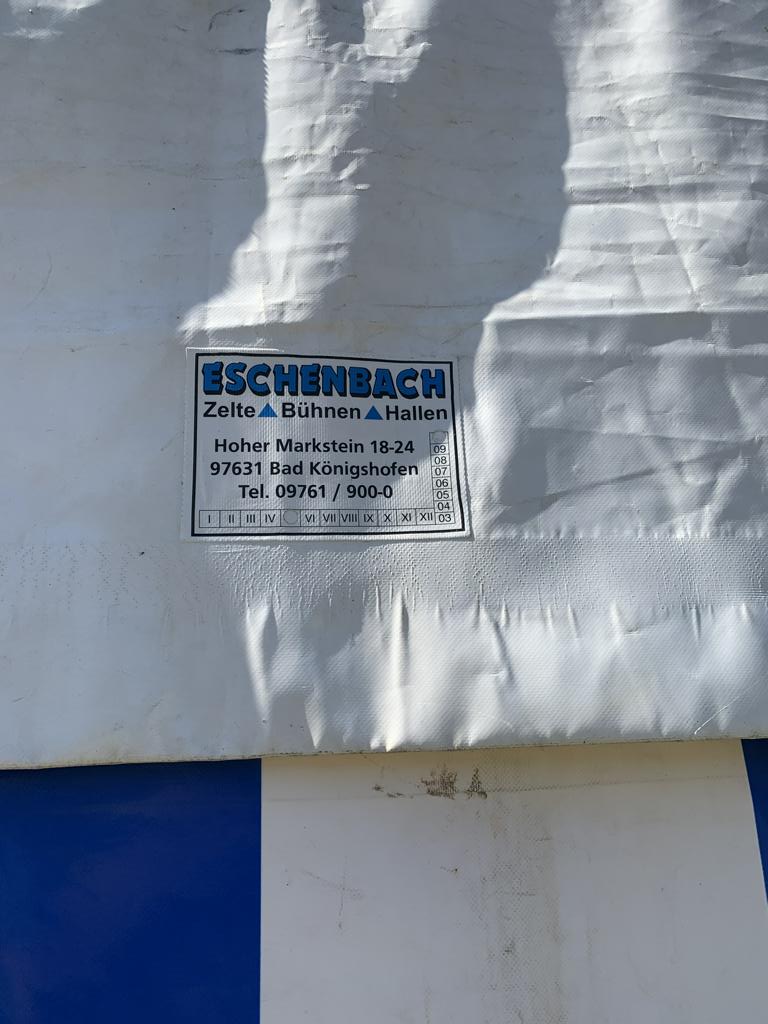 ESCHENBACH
Zelte▲Bühnen▲Hallen
Hoher Markstein 18-24
97631 Bad Königshofen
Tel. 09761 / 900-0
09
08
07
06
05
04
I II III IV VI VII VIII IX X XI XII 03